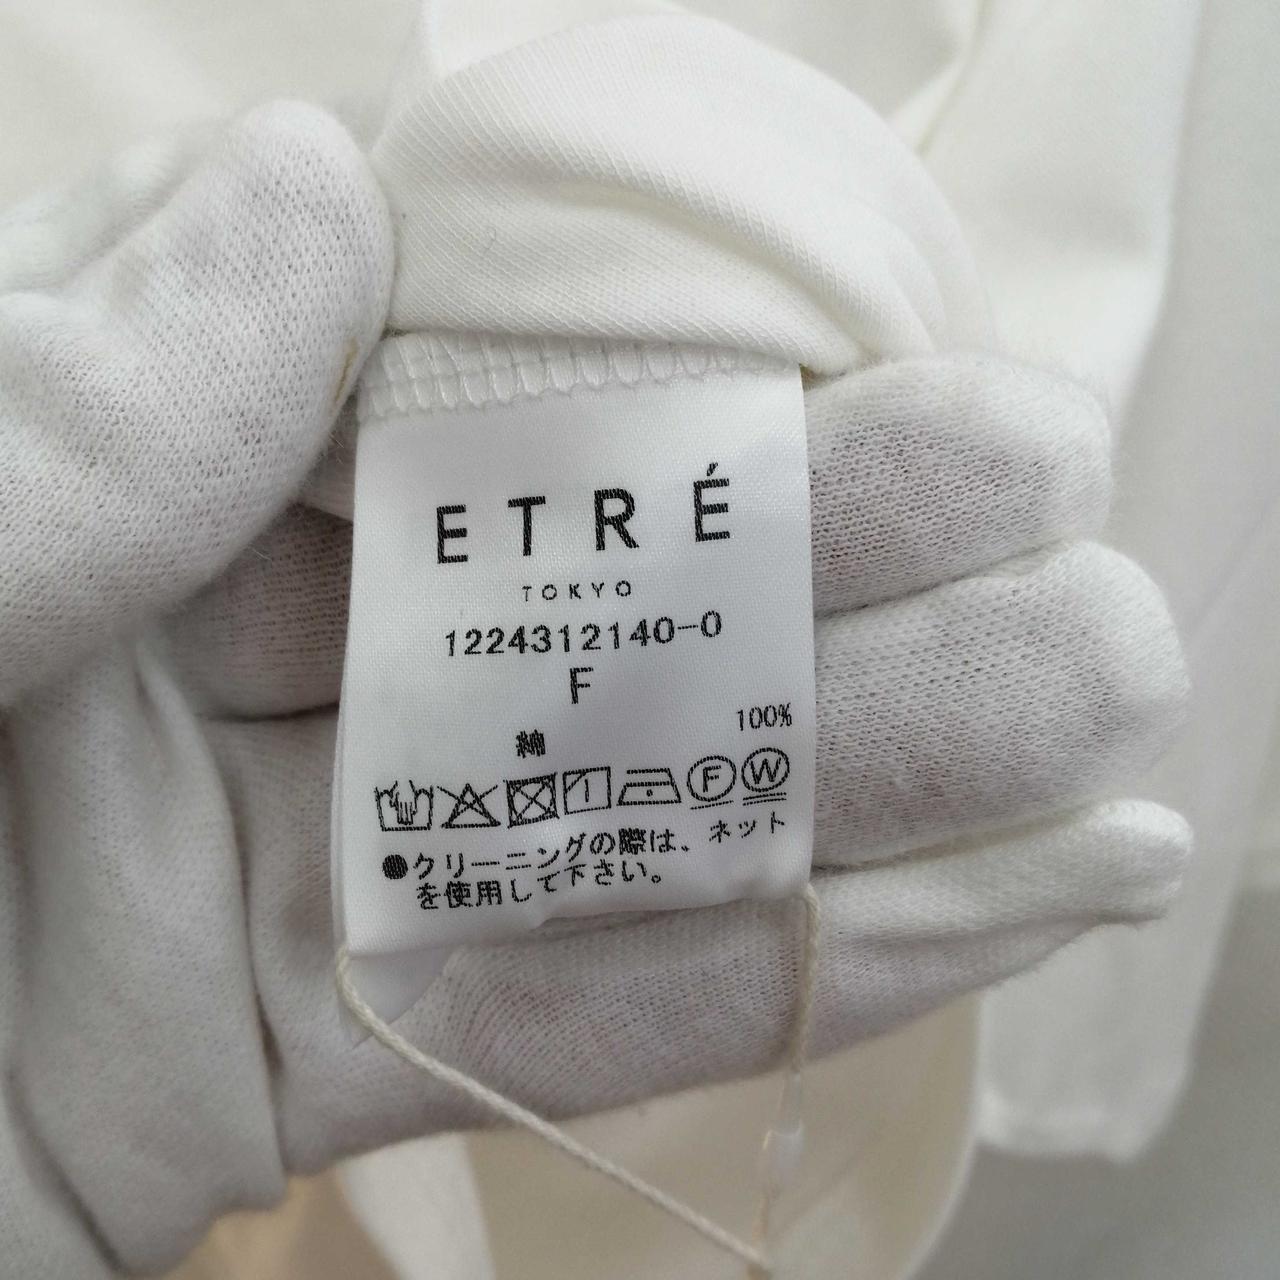 ETRÉ
TOKYO
1224312140-0
F
綿 100%
F W
●クリーニングの際は、ネット
を使用して下さい。